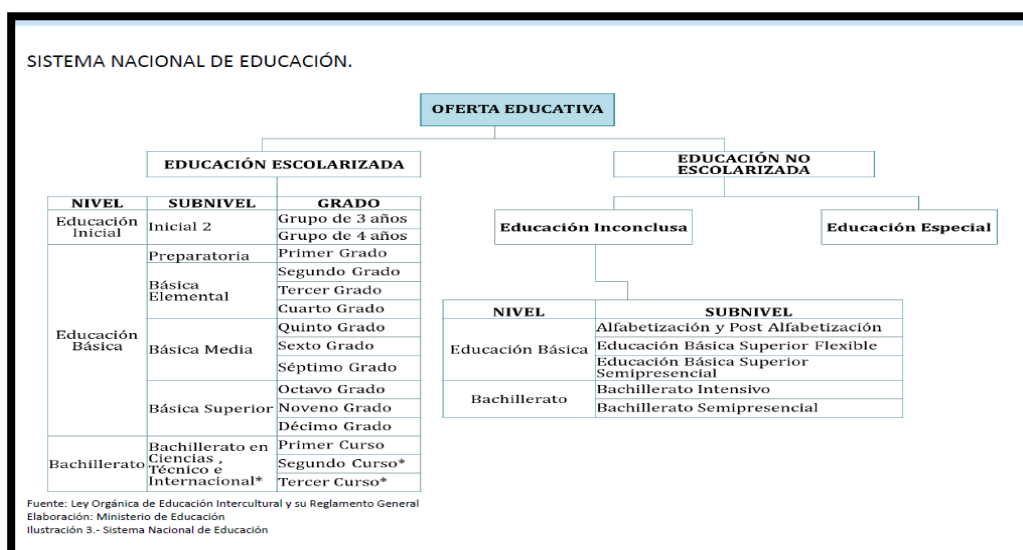 SISTEMA NACIONAL DE EDUCACIÓN.
OFERTA EDUCATIVA
EDUCACIÓN ESCOLARIZADA
NIVEL SUBNIVEL GRADO
Educación
Inicial
Inicial 2
Grupo de 3 años
Grupo de 4 años
Educación
Básica
Preparatoria
Primer Grado
Básica
Elemental
Segundo Grado
Tercer Grado
Cuarto Grado
Básica Media
Quinto Grado
Sexto Grado
Séptimo Grado
Básica Superior
Octavo Grado
Noveno Grado
Décimo Grado
Bachillerato
Bachillerato en
Ciencias ,
Técnico e
Internacional*
Primer Curso
Segundo Curso*
Tercer Curso*
EDUCACIÓN NO
ESCOLARIZADA
Educación Inconclusa
Educación Especial
NIVEL SUBNIVEL
Educación Básica
Alfabetización y Post Alfabetización
Educación Básica Superior Flexible
Educación Básica Superior
Semipresencial
Bachillerato
Bachillerato Intensivo
Bachillerato Semipresencial
Fuente: Ley Orgánica de Educación Intercultural y su Reglamento General
Elaboración: Ministerio de Educación
Ilustración 3.- Sistema Nacional de Educación